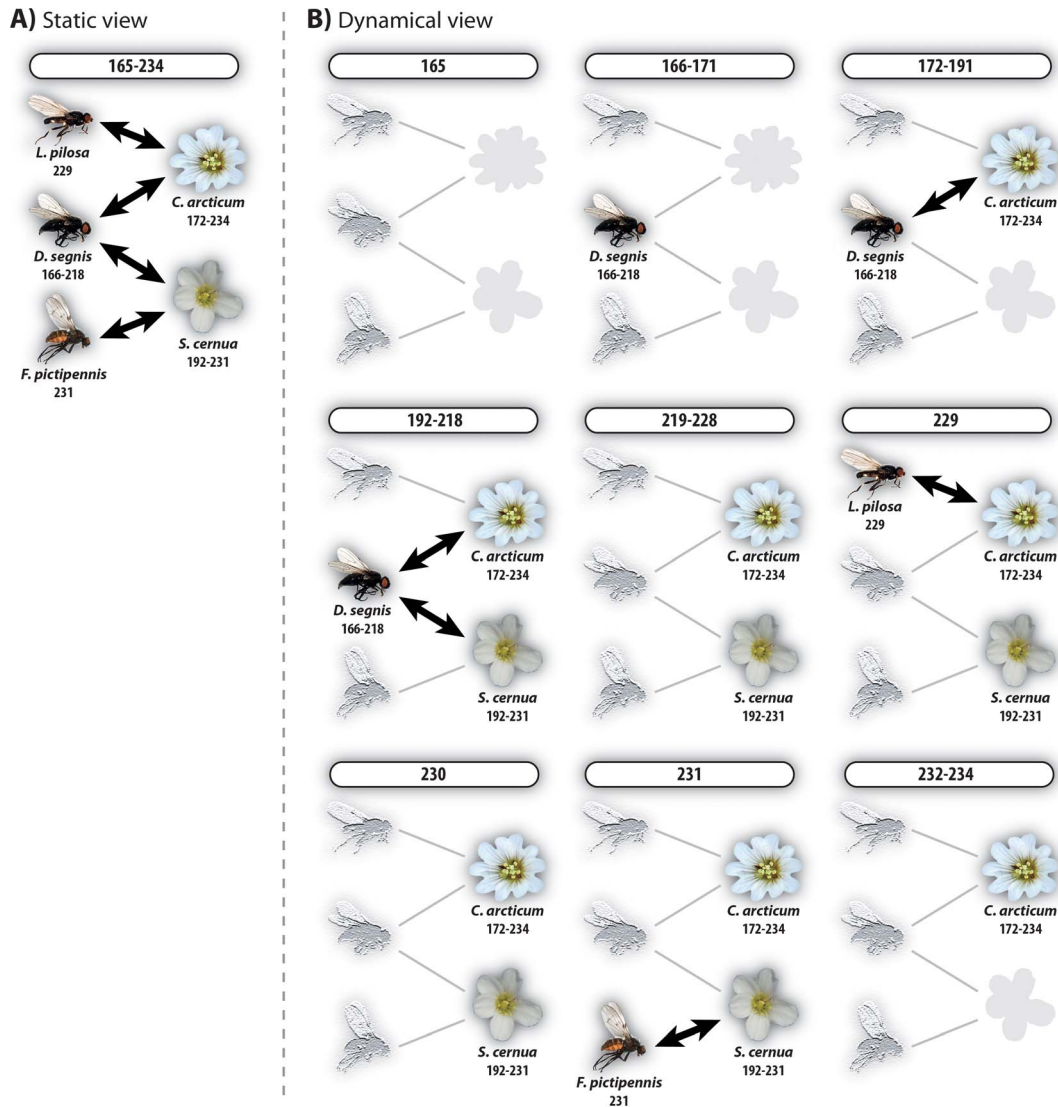 A) Static view
165-234
L. pilosa
229
C. arcticum
172-234
D. segnis
166-218
S. cernua
192-231
F. pictipennis
231
B) Dynamical view
165
166-171
D. segnis
166-218
172-191
C. arcticum
172-234
D. segnis
166-218
192-218
C. arcticum
172-234
D. segnis
166-218
S. cernua
192-231
219-228
C. arcticum
172-234
S. cernua
192-231
229
L. pilosa
229
C. arcticum
172-234
S. cernua
192-231
230
C. arcticum
172-234
S. cernua
192-231
231
C. arcticum
172-234
S. cernua
192-231
F. pictipennis
231
232-234
C. arcticum
172-234